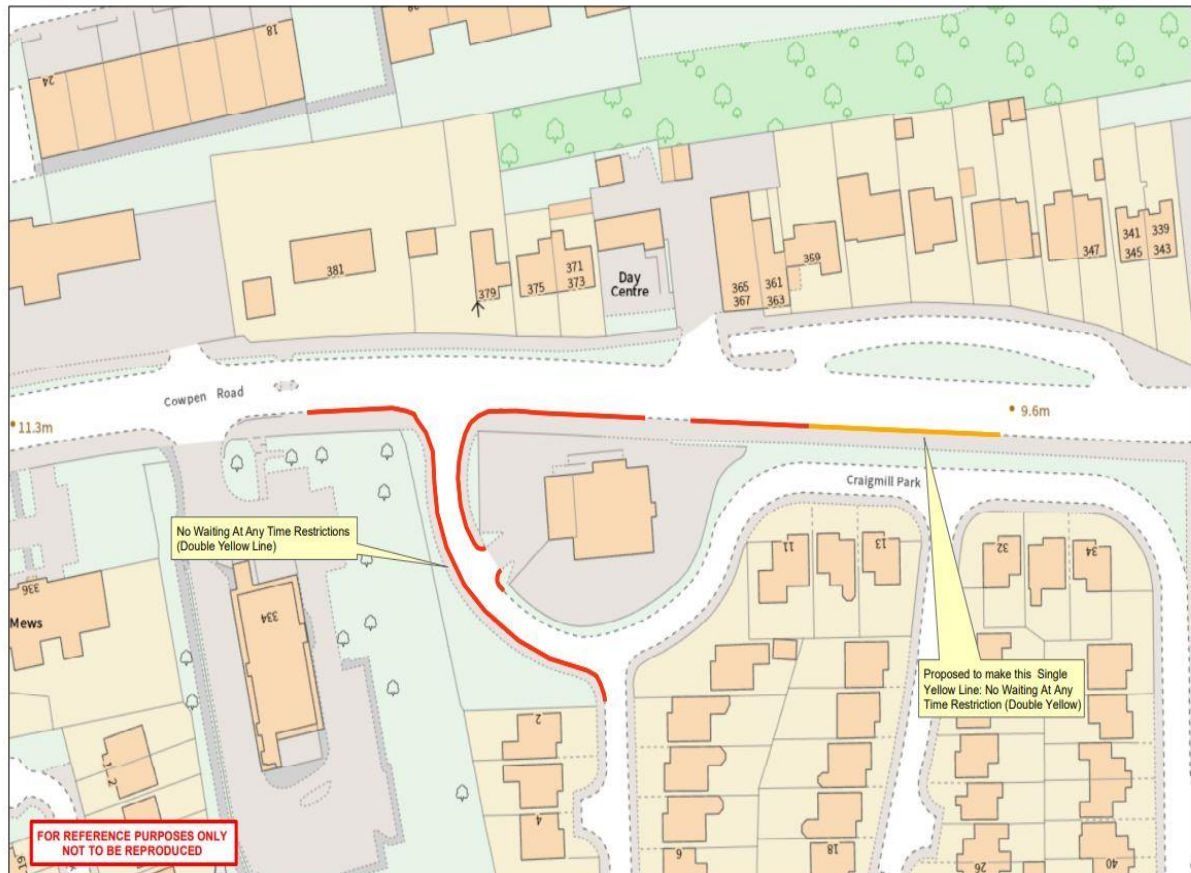 18
24
38
381
379
375
371
373
Day
Centre
365
367
361
363
369
347
341
345
339
343
Cowpen Road
11.3m
9.6m
Craigmill Park
No Waiting At Any Time Restrictions
(Double Yellow Line)
336
Mews
334
11
13
32
34
Proposed to make this Single
Yellow Line: No Waiting At Any
Time Restriction (Double Yellow)
2
2
4
6
18
26
40
19
FOR REFERENCE PURPOSES ONLY
NOT TO BE REPRODUCED